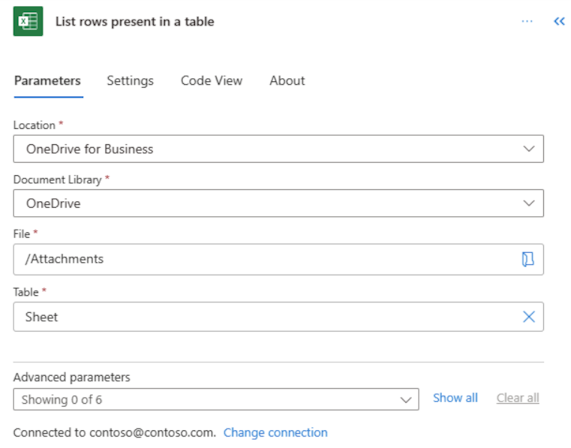 List rows present in a table
Parameters Settings Code View About
Location *
OneDrive for Business
Document Library *
OneDrive
File *
/Attachments
Table *
Sheet
Advanced parameters
Showing 0 of 6 Show all Clear all
Connected to contoso@contoso.com. Change connection